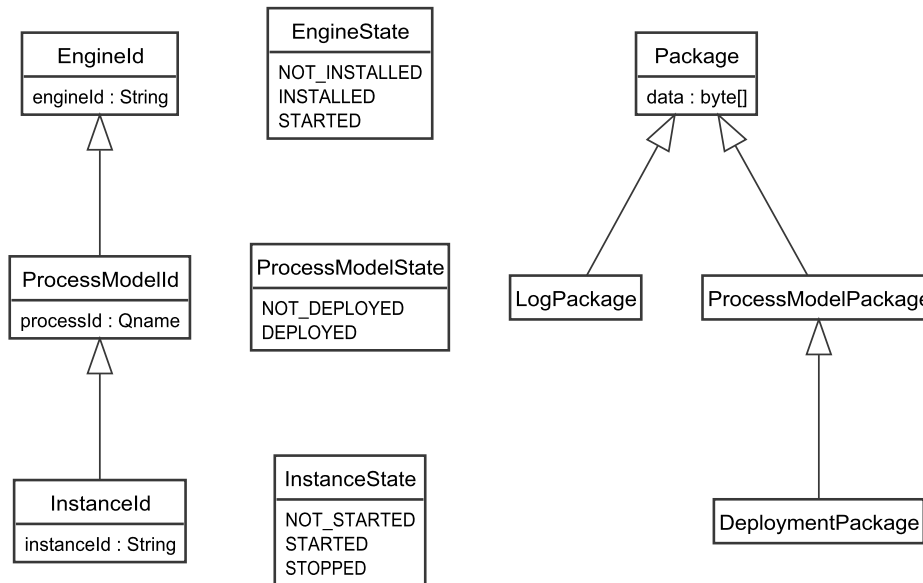 EngineId
engineId : String
EngineState
NOT_INSTALLED
INSTALLED
STARTED
Package
data : byte[]
ProcessModelId
processId : Qname
ProcessModelState
NOT_DEPLOYED
DEPLOYED
LogPackage
ProcessModelPackage
InstanceId
instanceId : String
InstanceState
NOT_STARTED
STARTED
STOPPED
DeploymentPackage